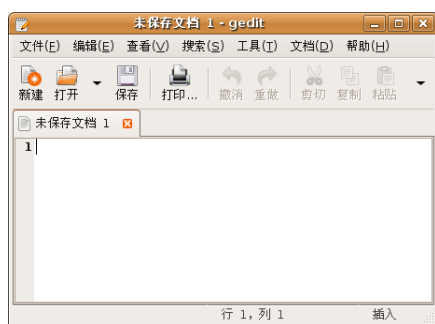 未保存文档 1 - gedit
文件(F) 编辑(E) 查看(V) 搜索(S) 工具(T) 文档(D) 帮助(H)
新建 打开 保存 打印... 撤消 重做 剪切 复制 粘贴
未保存文档 1
1
行 1, 列 1 插入